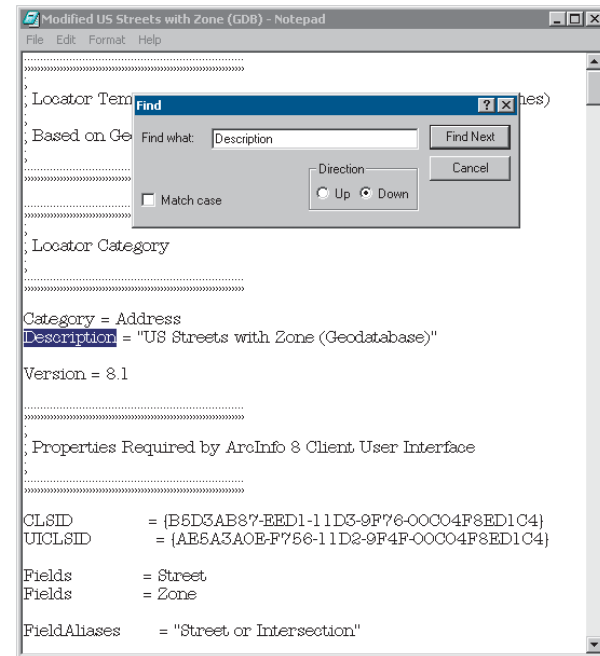 Modified US Streets with Zone (GDB) - Notepad
File Edit Format Help
;;;;;;;;;;;;;;;;;;;;;;;;;;;;;;;;;;;;;;;;;;;;;;;;;;;;;;;
;
; Locator Tem
hes)
;
; Based on Ge
;
;;;;;;;;;;;;;;;;;;;;;;;;;;;
Find
Find what: Description
Find Next
Direction
Cancel
Match case
Up Down
;;;;;;;;;;;;;;;;;;;;;;;;;;;
;
; Locator Category
;
;;;;;;;;;;;;;;;;;;;;;;;;;;;;;;;;;;;;;;;;;;;;;;;;;;;;;;;
Category = Address
Description = "US Streets with Zone (Geodatabase)"
Version = 8.1
;;;;;;;;;;;;;;;;;;;;;;;;;;;;;;;;;;;;;;;;;;;;;;;;;;;;;;;
;
; Properties Required by ArcInfo 8 Client User Interface
;
;;;;;;;;;;;;;;;;;;;;;;;;;;;;;;;;;;;;;;;;;;;;;;;;;;;;;;;
CLSID = {B5D3AB87-EED1-11D3-9F76-00C04F8ED1C4}
UICLSID = {AE5A3A0E-F756-11D2-9F4F-00C04F8ED1C4}
Fields = Street
Fields = Zone
FieldAliases = "Street or Intersection"